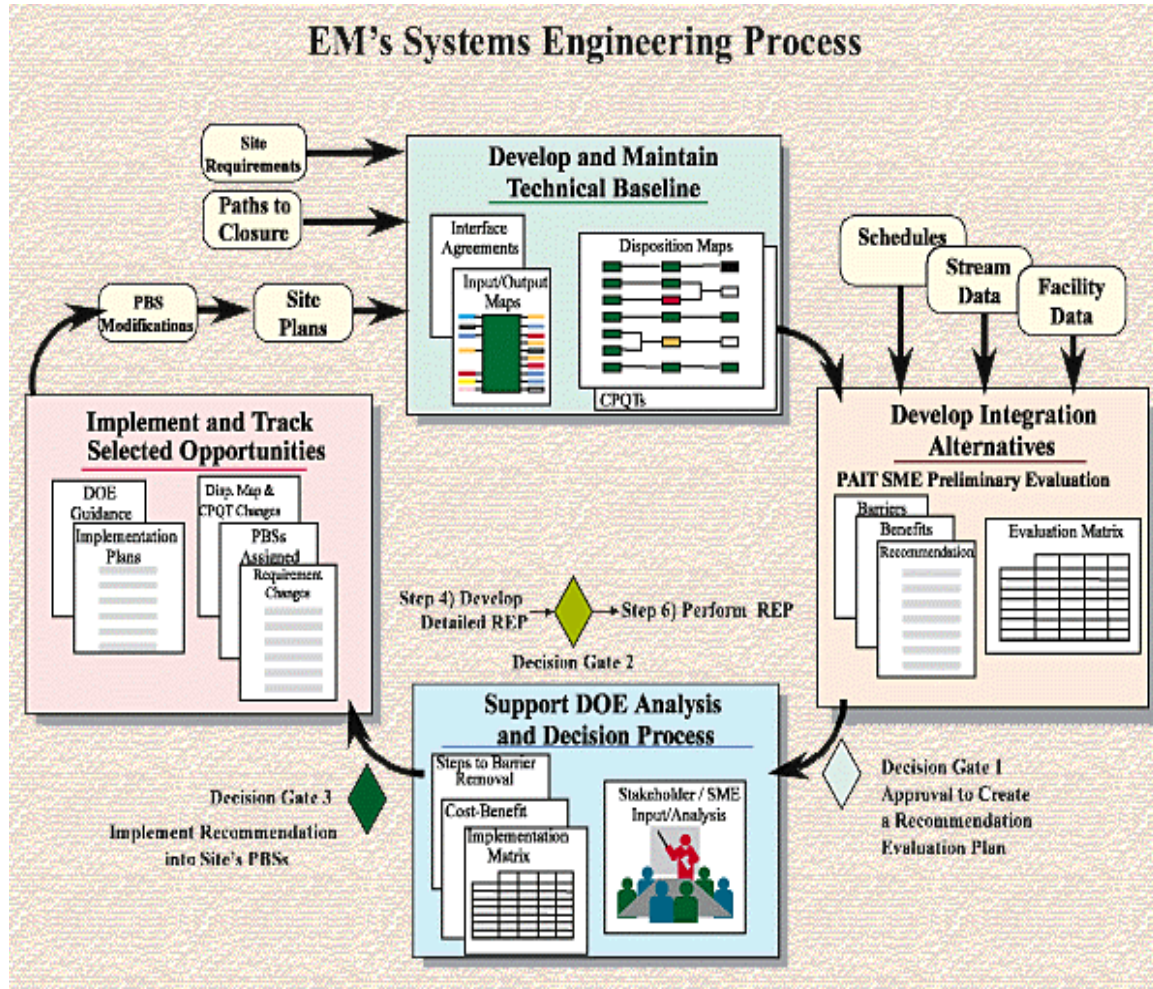 EM's Systems Engineering Process
Site
Requirements
Paths to
Closure
PBS
Modifications
Site
Plans
Develop and Maintain
Technical Baseline
Interface
Agreements
Input/Output
Maps
Disposition Maps
CPQTs
Schedules
Stream
Data
Facility
Data
Implement and Track
Selected Opportunities
DOE
Guidance
Implementation
Plans
Disp. Map &
CPQT Changes
PBSs
Assigned
Requirement
Changes
Develop Integration
Alternatives
PAIT SME Preliminary Evaluation
Barriers
Benefits
Recommendation
Evaluation Matrix
Step 4) Develop
Detailed REP
Step 6) Perform REP
Decision Gate 2
Support DOE Analysis
and Decision Process
Steps to Barrier
Removal
Cost-Benefit
Implementation
Matrix
Stakeholder / SME
Input/Analysis
Decision Gate 3
Implement Recommendation
into Site's PBSs
Decision Gate 1
Approval to Create
a Recommendation
Evaluation Plan